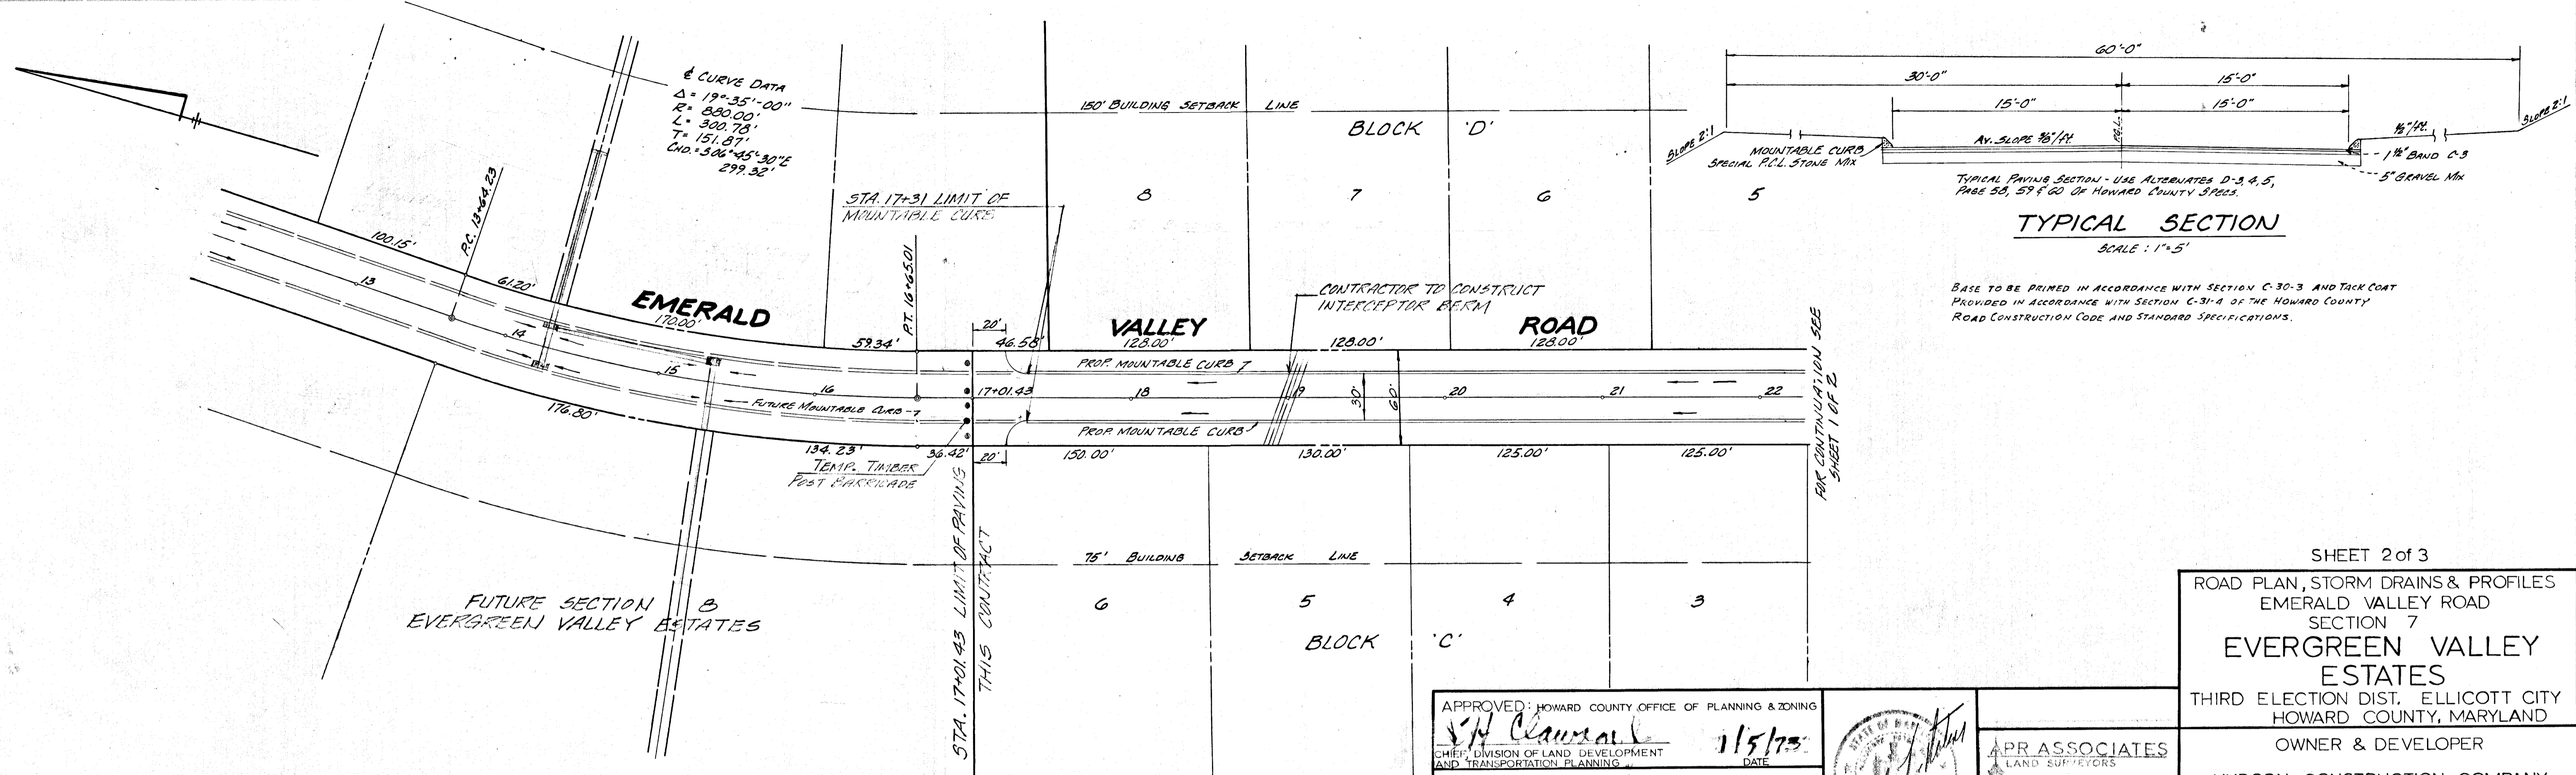 ₵ CURVE DATA
Δ = 19°-35'-00"
R = 880.00'
L = 300.78'
T = 151.87'
CHD. = S06°-45'-30"E
299.32'
P.C. 13+64.23
100.15'
61.20'
13
14
15
16
170.00'
176.80'
EMERALD
VALLEY
ROAD
STA. 17+31 LIMIT OF
MOUNTABLE CURB
P.T. 16+65.01
59.34'
20'
46.58'
128.00'
128.00'
128.00'
150' BUILDING SETBACK LINE
BLOCK 'D'
8
7
6
5
CONTRACTOR TO CONSTRUCT
INTERCEPTOR BERM
PROP. MOUNTABLE CURB
17+01.43
18
19
20
21
22
30'
60'
FUTURE MOUNTABLE CURB
PROP. MOUNTABLE CURB
134.23'
36.42'
20'
150.00'
130.00'
125.00'
125.00'
TEMP. TIMBER
POST BARRICADE
STA. 17+01.43 LIMIT OF PAVING
THIS CONTRACT
FOR CONTINUATION SEE
SHEET 1 OF 2
75' BUILDING SETBACK LINE
6
5
4
3
BLOCK 'C'
FUTURE SECTION 8
EVERGREEN VALLEY ESTATES
60'-0"
30'-0"
15'-0"
15'-0"
15'-0"
SLOPE 2:1
MOUNTABLE CURB
SPECIAL P.C.L. STONE MIX
AV. SLOPE 3/8"/ft.
P.G.L.
1/2"/ft.
SLOPE 2:1
1 1/2" BAND C-3
5" GRAVEL MIX
TYPICAL PAVING SECTION - USE ALTERNATES D-3, 4, 5,
PAGE 58, 59 & 60 OF HOWARD COUNTY SPECS.
TYPICAL SECTION
SCALE : 1"=5'
BASE TO BE PRIMED IN ACCORDANCE WITH SECTION C-30-3 AND TACK COAT
PROVIDED IN ACCORDANCE WITH SECTION C-31-4 OF THE HOWARD COUNTY
ROAD CONSTRUCTION CODE AND STANDARD SPECIFICATIONS.
SHEET 2 of 3
ROAD PLAN, STORM DRAINS & PROFILES
EMERALD VALLEY ROAD
SECTION 7
EVERGREEN VALLEY
ESTATES
THIRD ELECTION DIST. ELLICOTT CITY
HOWARD COUNTY, MARYLAND
OWNER & DEVELOPER
APPROVED: HOWARD COUNTY OFFICE OF PLANNING & ZONING
1/5/73
CHIEF, DIVISION OF LAND DEVELOPMENT
AND TRANSPORTATION PLANNING
DATE
STATE OF
APR ASSOCIATES
LAND SURVEYORS